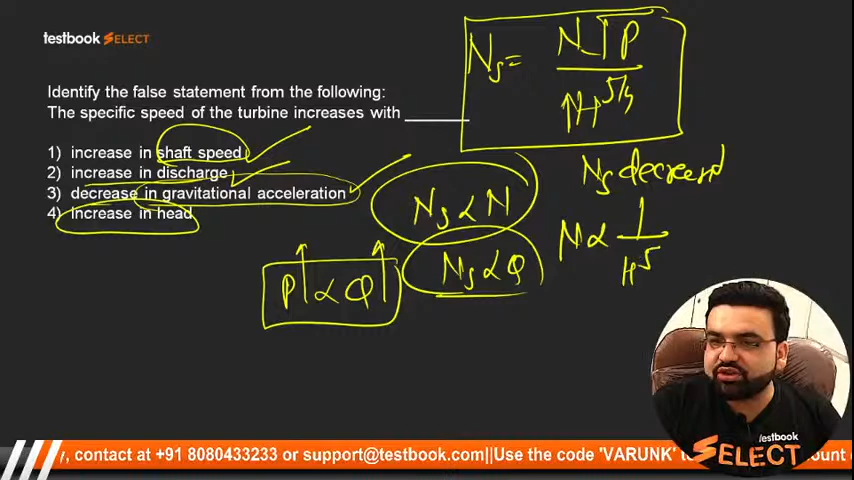 testbook SELECT
Identify the false statement from the following:
The specific speed of the turbine increases with ______
1) increase in shaft speed
2) increase in discharge
3) decrease in gravitational acceleration
4) increase in head
Ns = N√P / H^5/4
Ns decreased
Ns ∝ N
N ∝ 1 / H^5
P ∝ Q
Ns ∝ Q
testbook
SELECT
y, contact at +91 8080433233 or support@testbook.com||Use the code 'VARUNK' ount